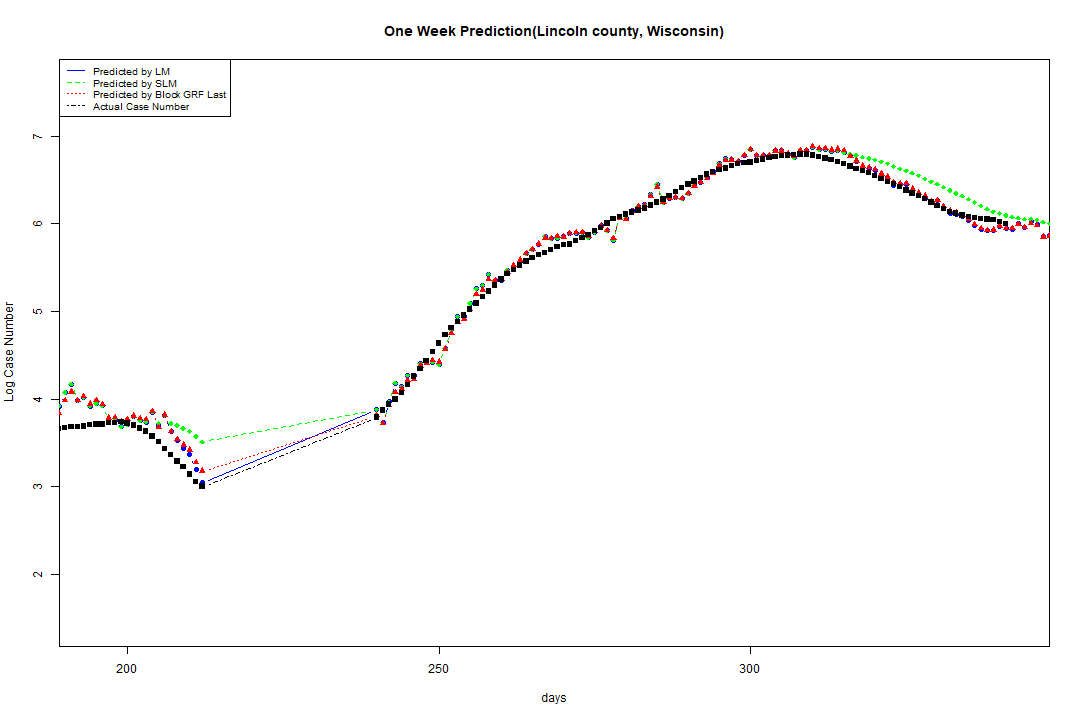 One Week Prediction(Lincoln county, Wisconsin)
Predicted by LM
Predicted by SLM
Predicted by Block GRF Last
Actual Case Number
7
6
5
4
3
2
Log Case Number
200 250 300
days